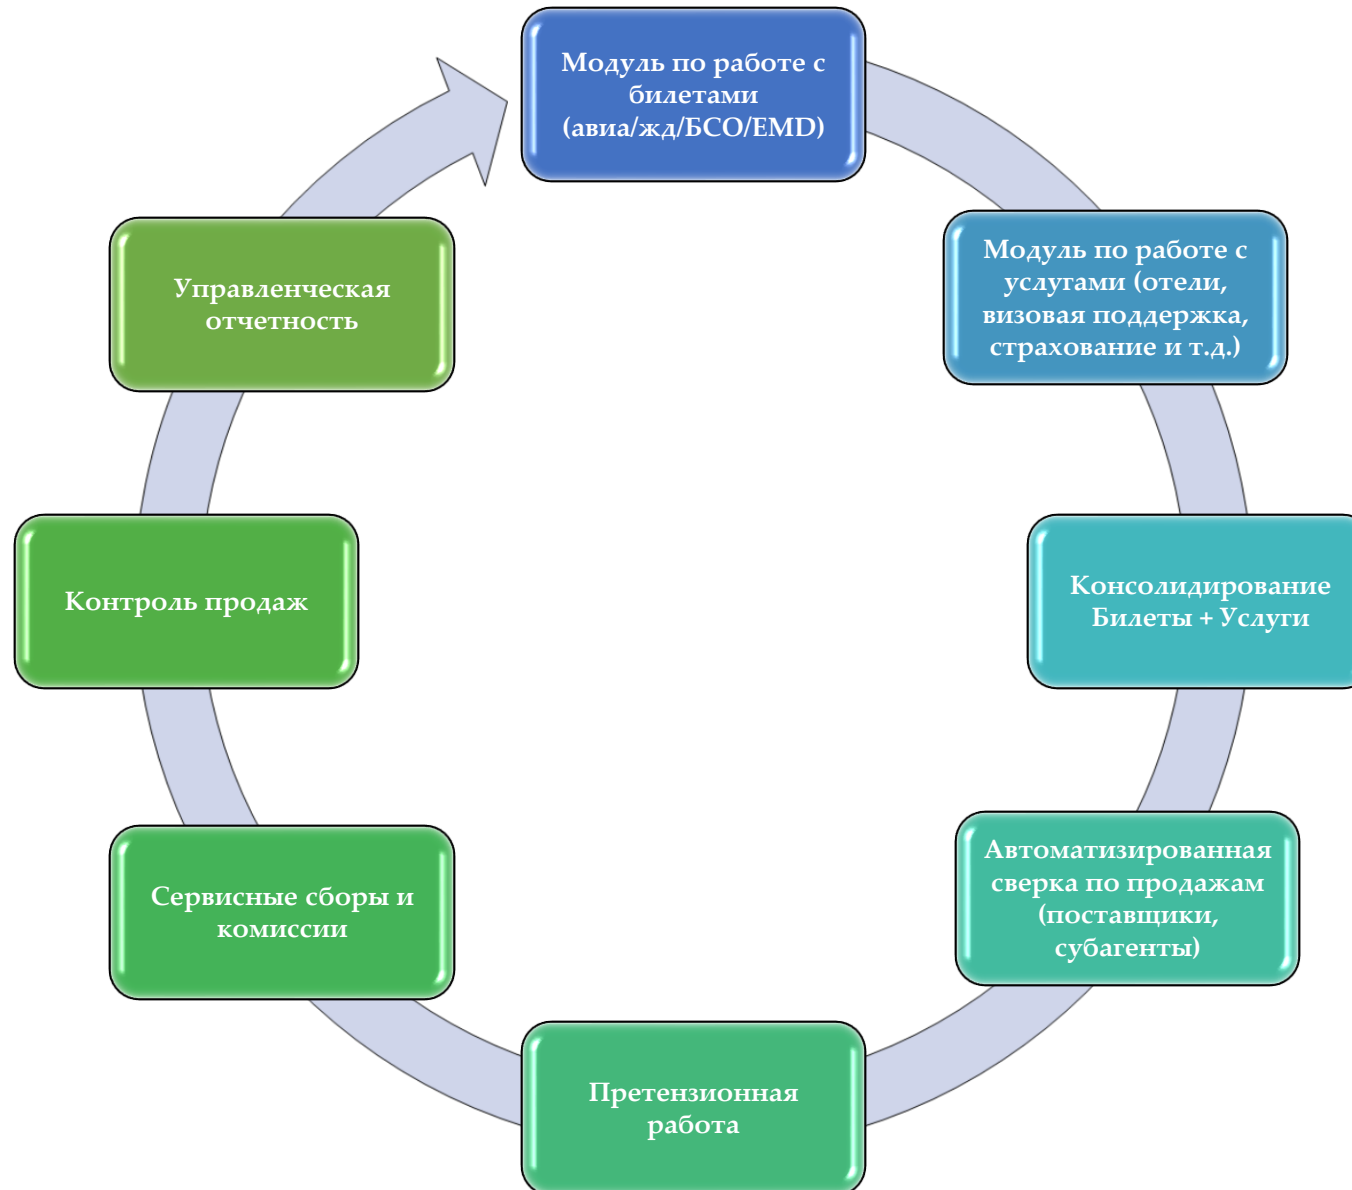 Модуль по работе с
билетами
(авиа/жд/БСО/EMD)
Модуль по работе с
услугами (отели,
визовая поддержка,
страхование и т.д.)
Консолидирование
Билеты + Услуги
Автоматизированная
сверка по продажам
(поставщики,
субагенты)
Претензионная
работа
Сервисные сборы и
комиссии
Контроль продаж
Управленческая
отчетность